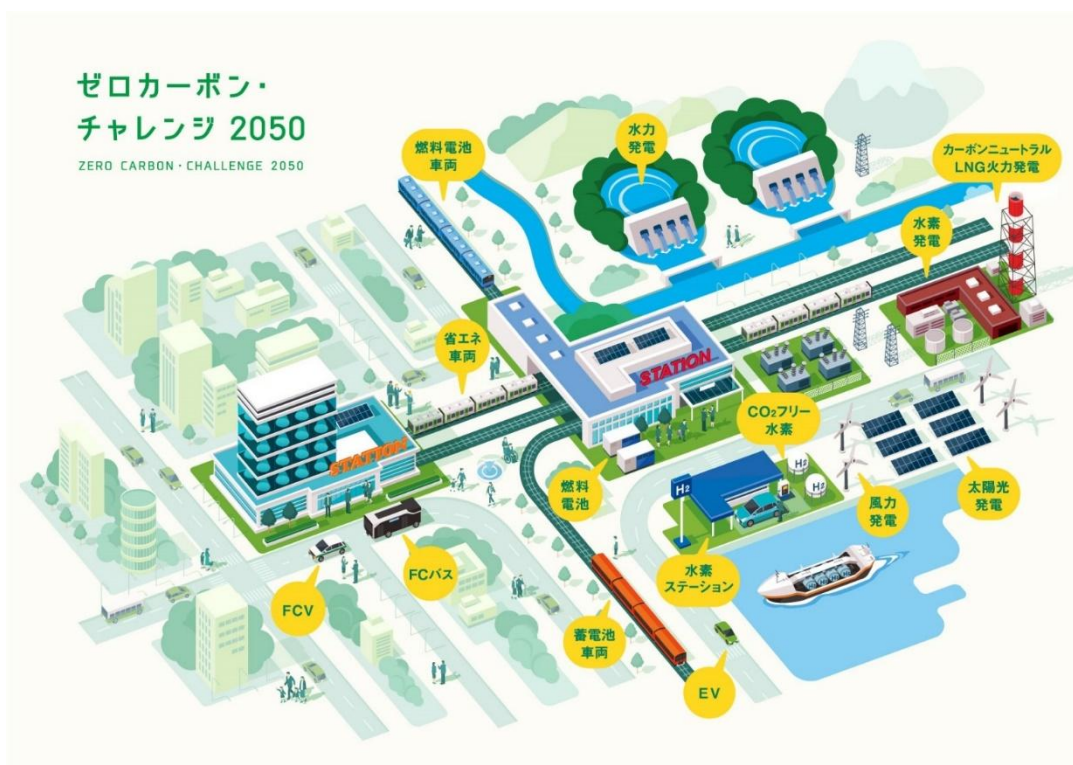 ゼロカーボン・
チャレンジ 2050
ZERO CARBON・CHALLENGE 2050
燃料電池
車両
水力
発電
カーボンニュートラル
LNG火力発電
水素
発電
省エネ
車両
STATION
STATION
CO₂フリー
水素
H2
H2
H2
燃料
電池
風力
発電
太陽光
発電
水素
ステーション
FCバス
FCV
蓄電池
車両
EV